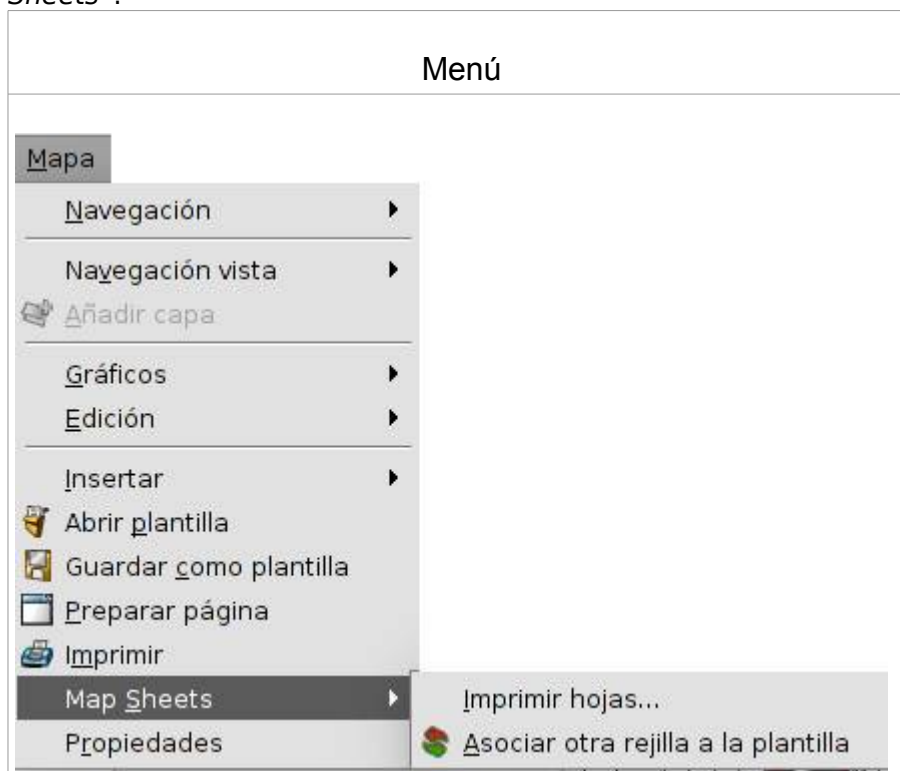 Sheets".
Menú
Mapa
Navegación
Navegación vista
Añadir capa
Gráficos
Edición
Insertar
Abrir plantilla
Guardar como plantilla
Preparar página
Imprimir
Map Sheets
Imprimir hojas...
Propiedades
Asociar otra rejilla a la plantilla